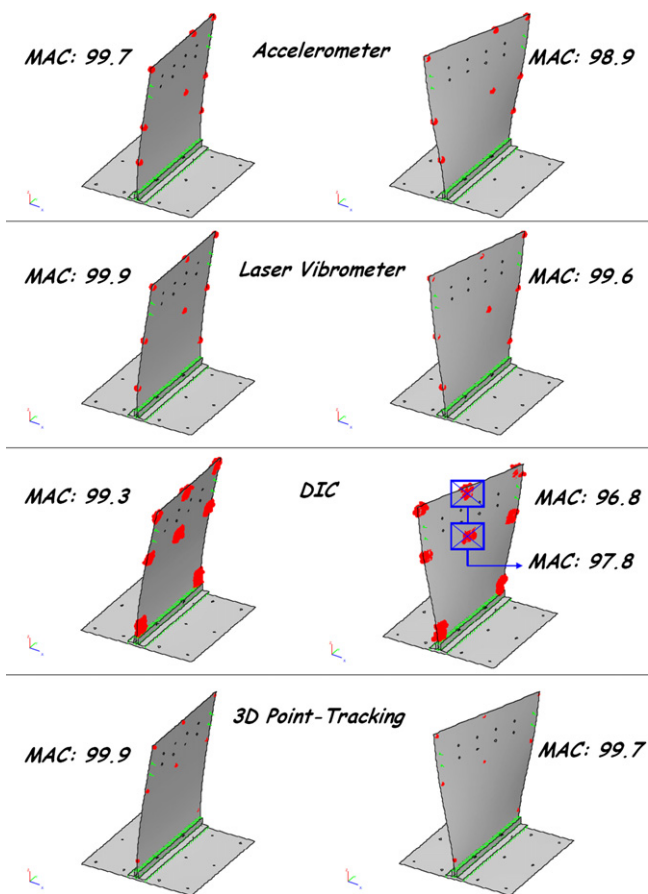 MAC: 99.7
Accelerometer
MAC: 98.9
MAC: 99.9
Laser Vibrometer
MAC: 99.6
MAC: 99.3
DIC
MAC: 96.8
MAC: 97.8
3D Point-Tracking
MAC: 99.9
MAC: 99.7